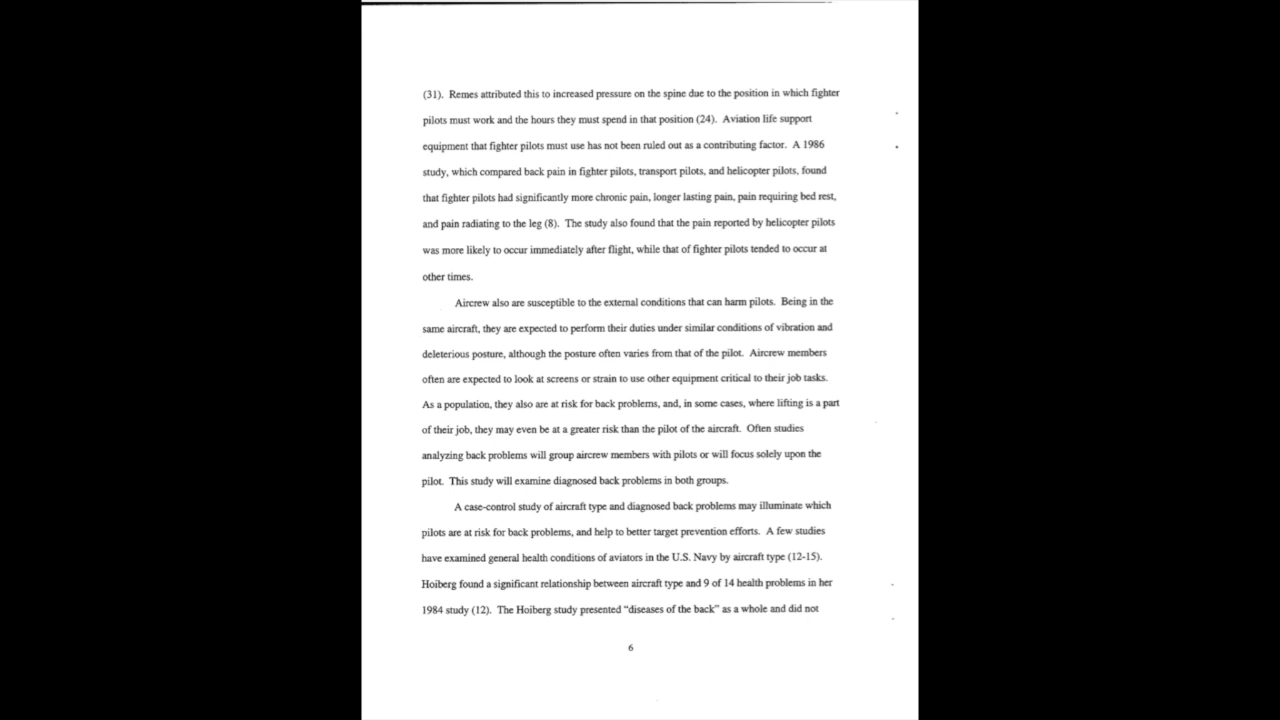 (31). Remes attributed this to increased pressure on the spine due to the position in which fighter
pilots must work and the hours they must spend in that position (24). Aviation life support
equipment that fighter pilots must use has not been ruled out as a contributing factor. A 1986
study, which compared back pain in fighter pilots, transport pilots, and helicopter pilots, found
that fighter pilots had significantly more chronic pain, longer lasting pain, pain requiring bed rest,
and pain radiating to the leg (8). The study also found that the pain reported by helicopter pilots
was more likely to occur immediately after flight, while that of fighter pilots tended to occur at
other times.
Aircrew also are susceptible to the external conditions that can harm pilots. Being in the
same aircraft, they are expected to perform their duties under similar conditions of vibration and
deleterious posture, although the posture often varies from that of the pilot. Aircrew members
often are expected to look at screens or strain to use other equipment critical to their job tasks.
As a population, they also are at risk for back problems, and, in some cases, where lifting is a part
of their job, they may even be at a greater risk than the pilot of the aircraft. Often studies
analyzing back problems will group aircrew members with pilots or will focus solely upon the
pilot. This study will examine diagnosed back problems in both groups.
A case-control study of aircraft type and diagnosed back problems may illuminate which
pilots are at risk for back problems, and help to better target prevention efforts. A few studies
have examined general health conditions of aviators in the U.S. Navy by aircraft type (12-15).
Hoiberg found a significant relationship between aircraft type and 9 of 14 health problems in her
1984 study (12). The Hoiberg study presented "diseases of the back" as a whole and did not
6